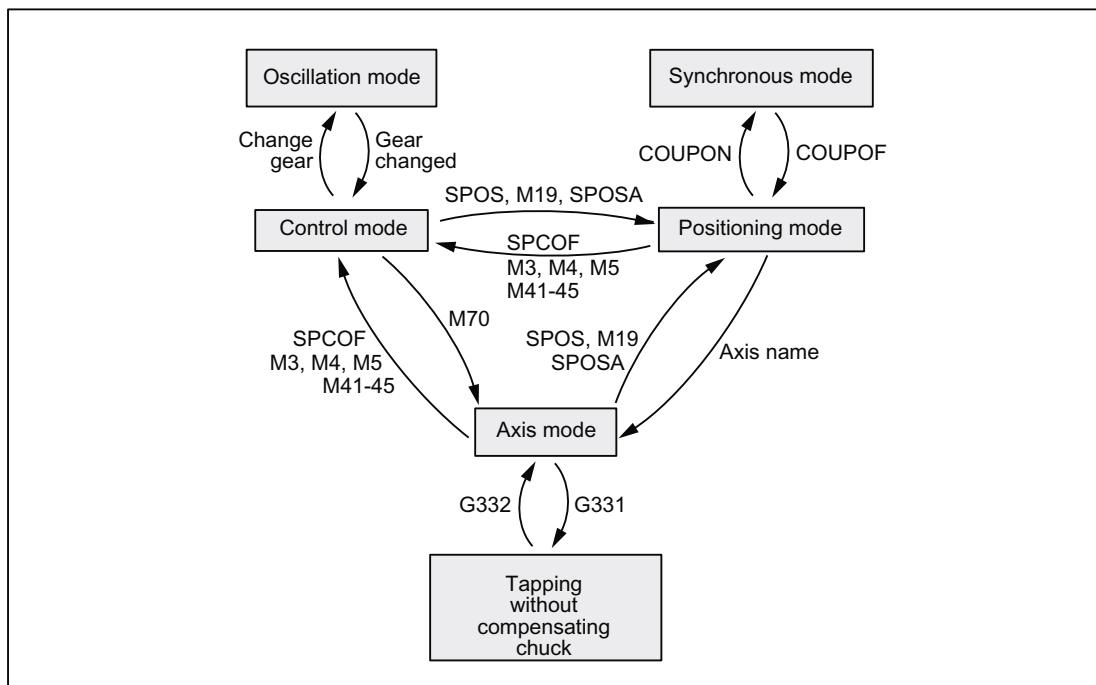 Oscillation mode
Synchronous mode
Change
gear
Gear
changed
COUPON
COUPOF
SPOS, M19, SPOSA
Control mode
Positioning mode
SPCOF
M3, M4, M5
M41-45
M70
SPCOF
M3, M4, M5
M41-45
SPOS, M19
SPOSA
Axis name
Axis mode
G332
G331
Tapping
without
compensating
chuck